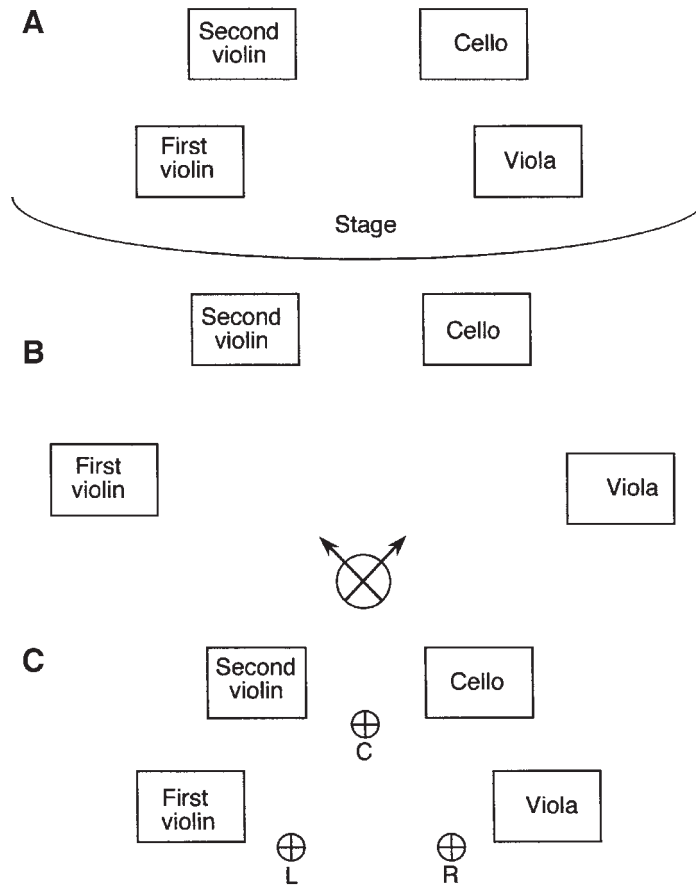 A
Second
violin
Cello
First
violin
Viola
Stage
B
Second
violin
Cello
First
violin
Viola
C
Second
violin
Cello
C
First
violin
Viola
L
R